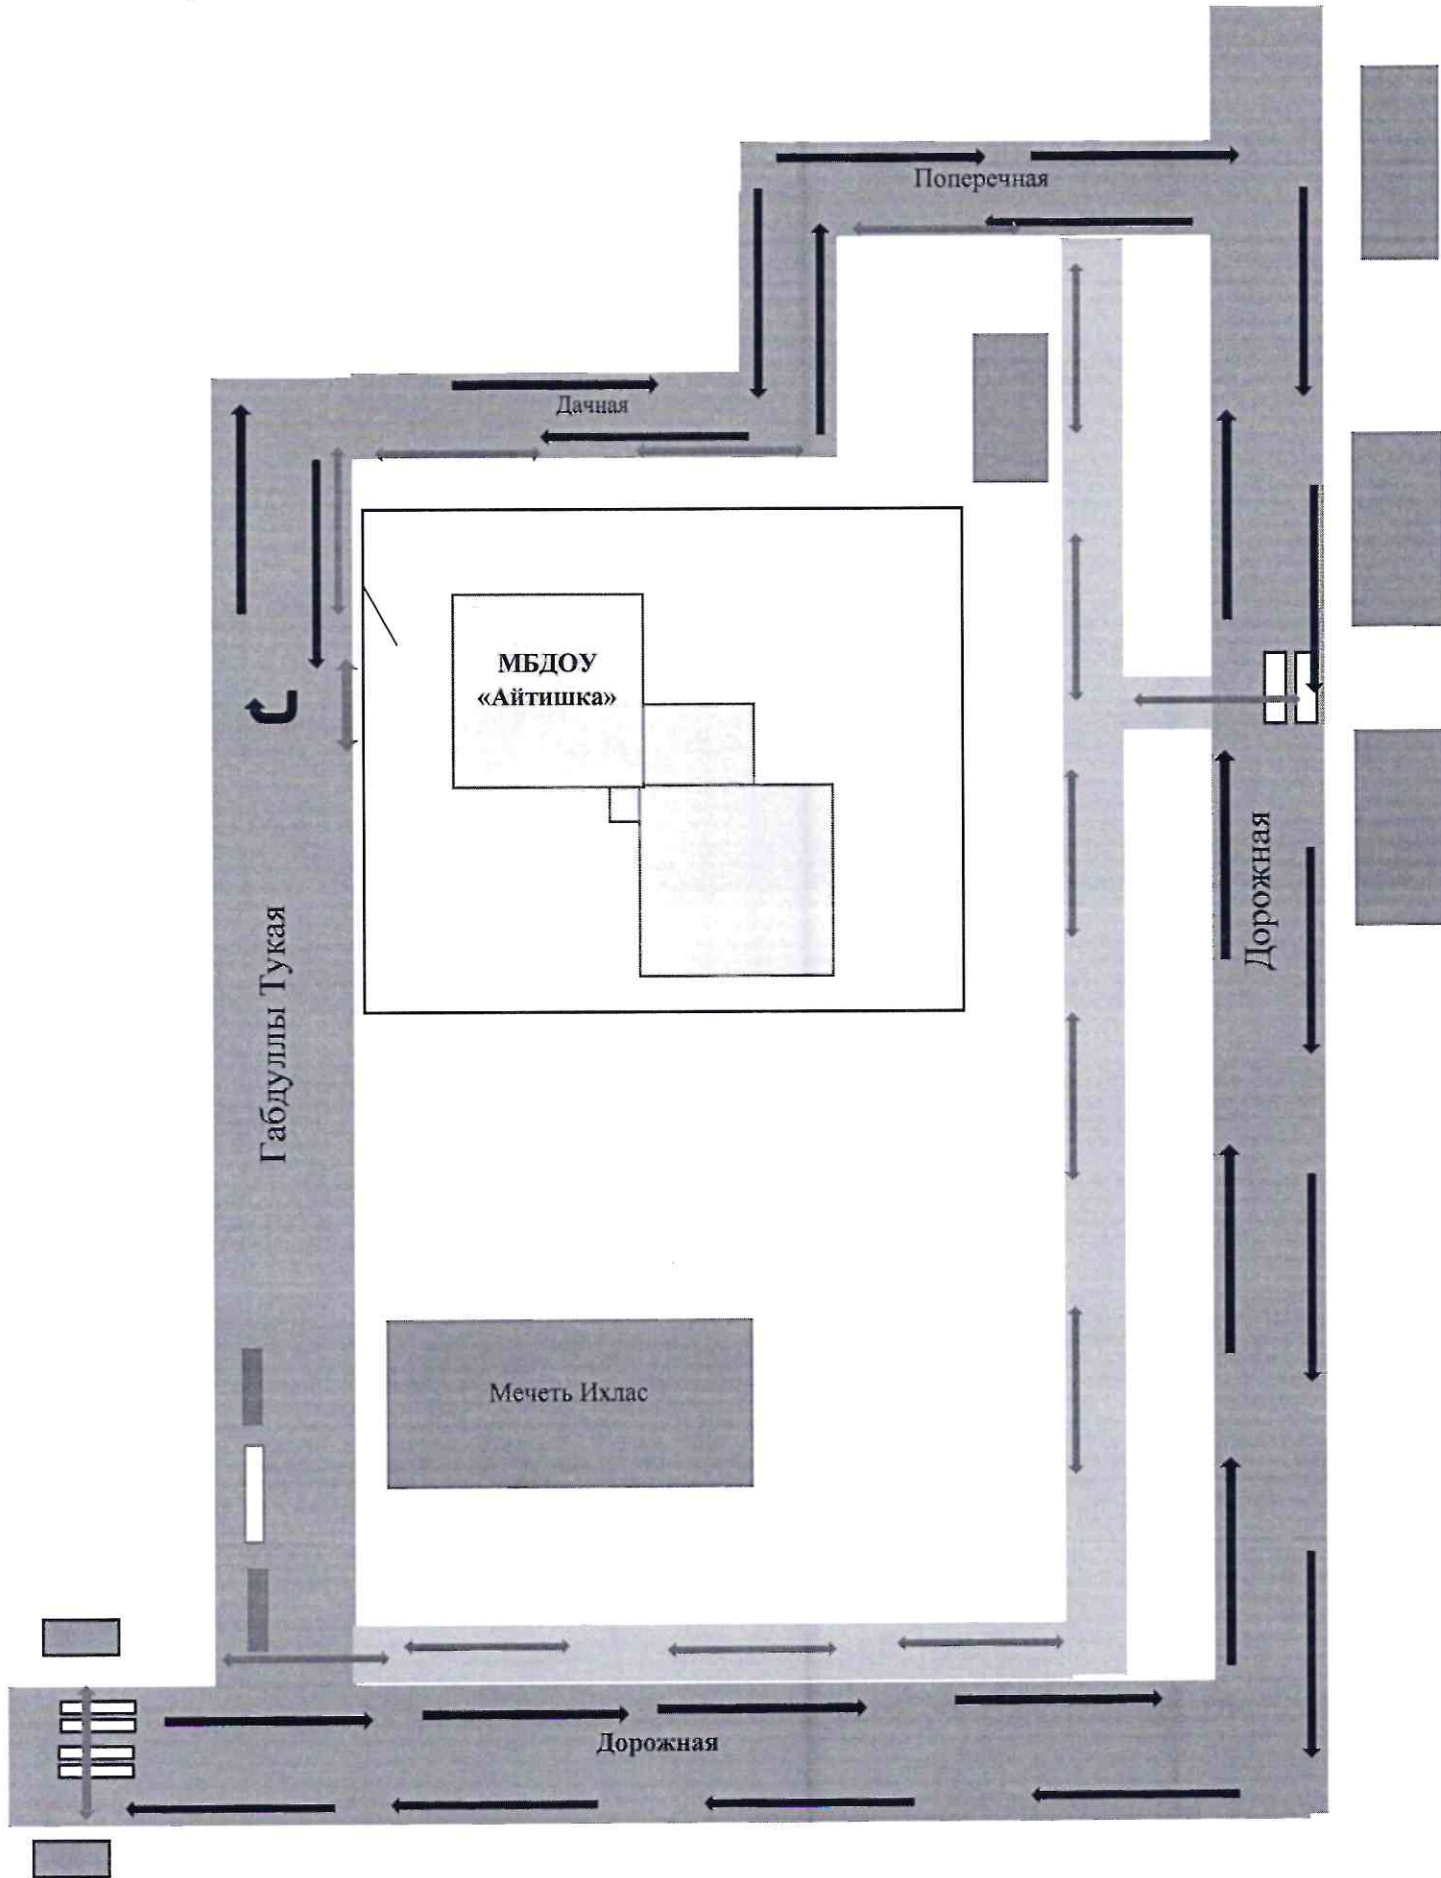 Поперечная
Дачная
МБДОУ
«Айтишка»
Дорожная
Габдуллы Тукая
Мечеть Ихлас
Дорожная